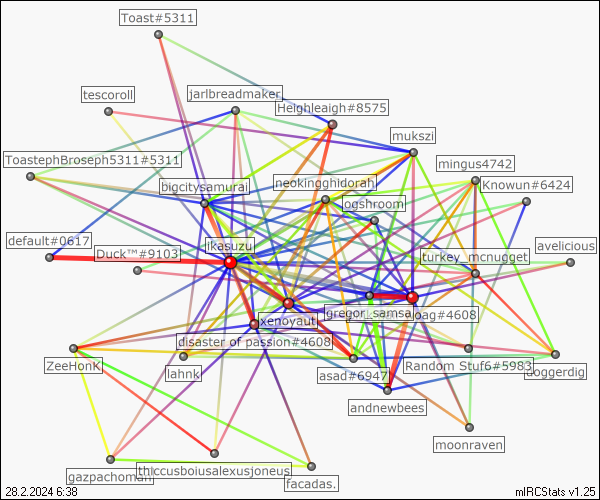 Toast#5311
tescoroll
jarlbreadmaker
Heighleaigh#8575
mukszi
ToastephBroseph5311#5311
mingus4742
bigcitysamurai
neokingghidorah
Knowun#6424
ogshroom
default#0617
Duck™#9103
ikasuzu
turkey_mcnugget
avelicious
gregor_samsa
oag#4608
xenoyaut
disaster of passion#4608
ZeeHonK
lahnk
asad#6947
Random Stuf6#5983
doggerdig
andnewbees
moonraven
gazpachoman
thiccusboiusalexusjoneus
facadas.
28.2.2024 6:38
mIRCStats v1.25